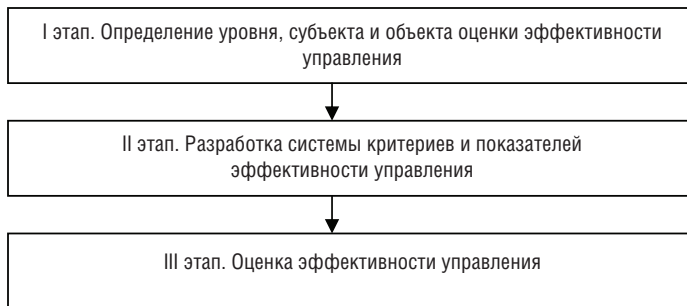 I этап. Определение уровня, субъекта и объекта оценки эффективности
управления
II этап. Разработка системы критериев и показателей
эффективности управления
III этап. Оценка эффективности управления